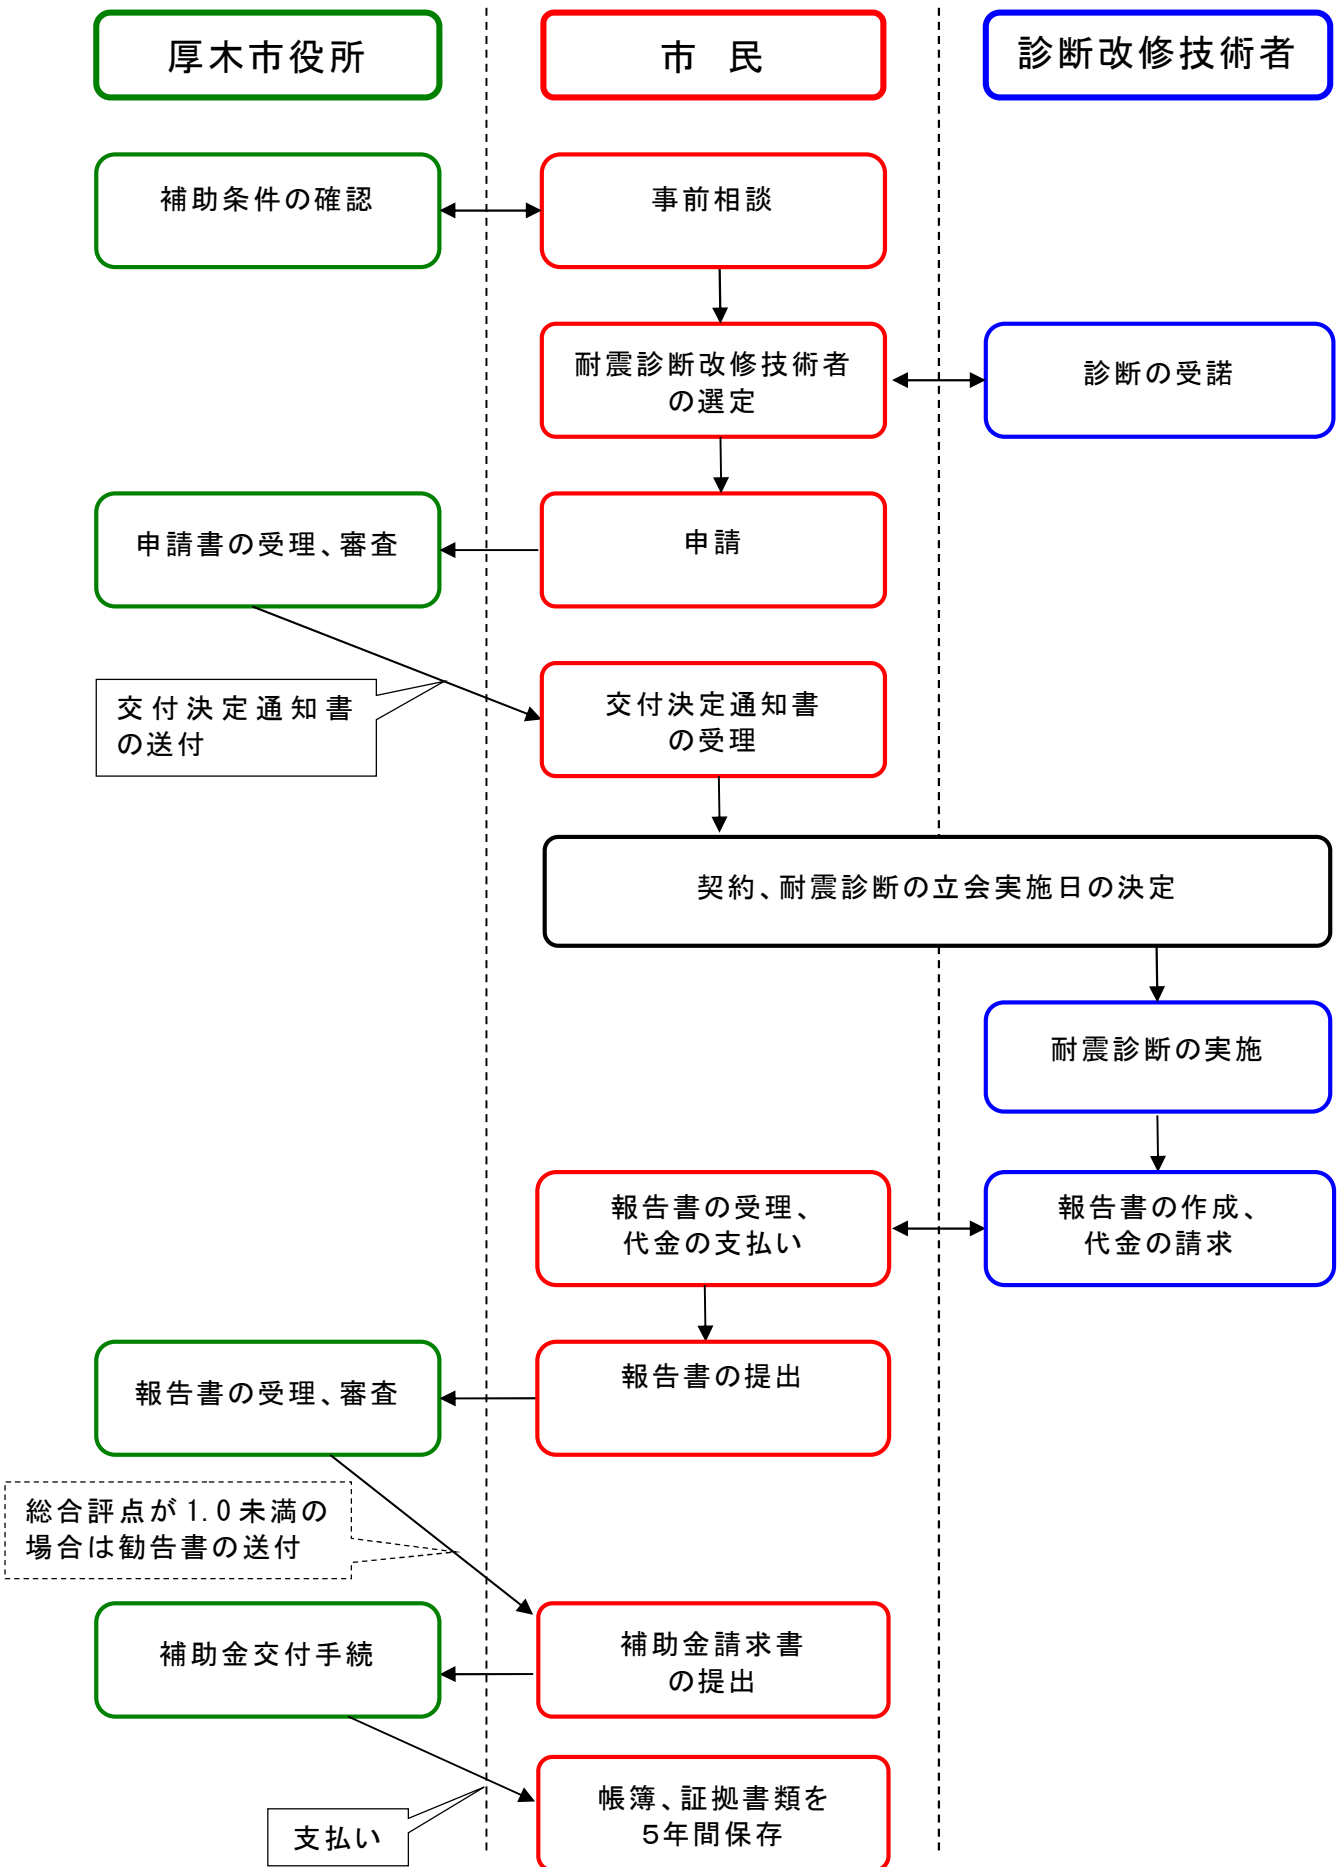 厚木市役所
市　民
診断改修技術者
補助条件の確認
事前相談
耐震診断改修技術者
の選定
診断の受諾
申請書の受理、審査
申請
交付決定通知書
の送付
交付決定通知書
の受理
契約、耐震診断の立会実施日の決定
耐震診断の実施
報告書の受理、
代金の支払い
報告書の作成、
代金の請求
報告書の受理、審査
報告書の提出
総合評点が1.0未満の
場合は勧告書の送付
補助金交付手続
補助金請求書
の提出
支払い
帳簿、証拠書類を
5年間保存